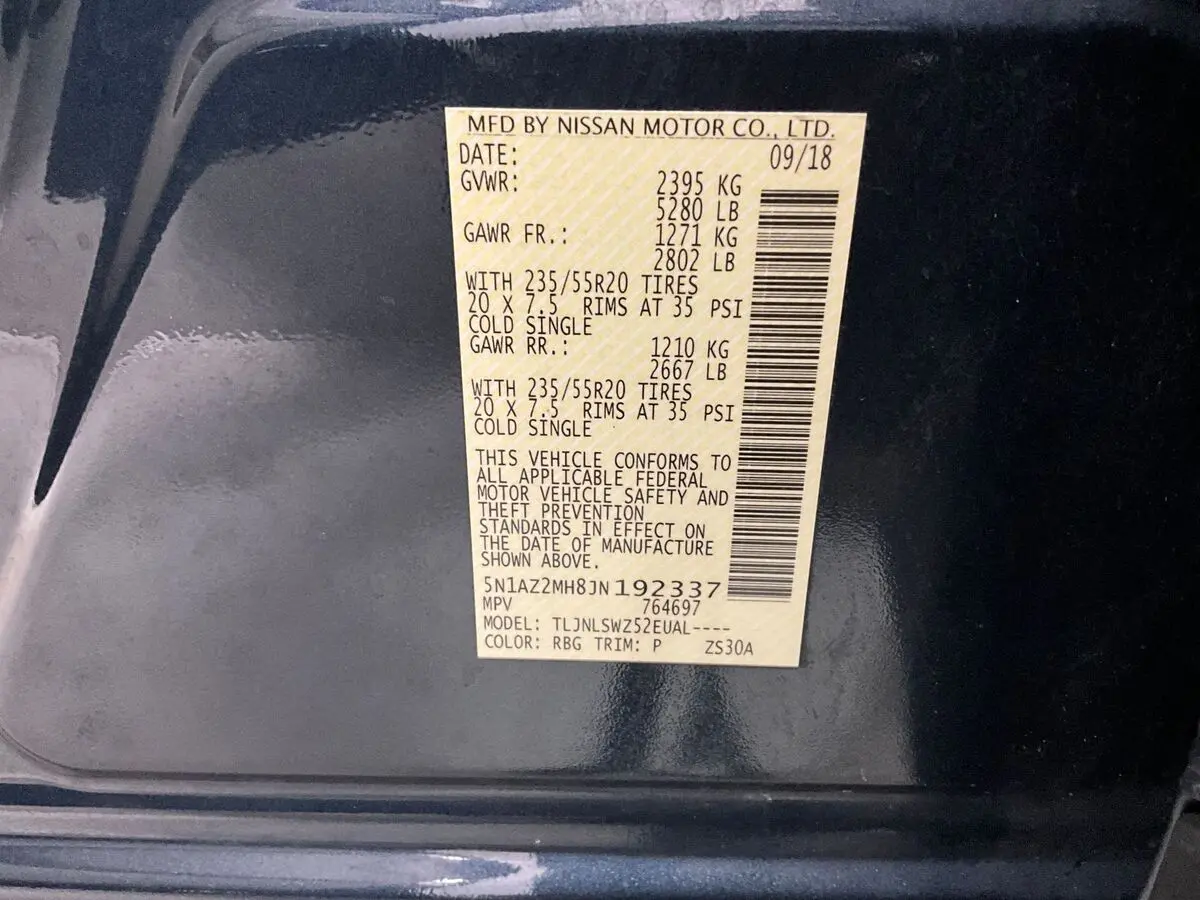 MFD BY NISSAN MOTOR CO., LTD.
DATE: 09/18
GVWR: 2395 KG
5280 LB
GAWR FR.: 1271 KG
2802 LB
WITH 235/55R20 TIRES
20 X 7.5 RIMS AT 35 PSI
COLD SINGLE
GAWR RR.: 1210 KG
2667 LB
WITH 235/55R20 TIRES
20 X 7.5 RIMS AT 35 PSI
COLD SINGLE
THIS VEHICLE CONFORMS TO
ALL APPLICABLE FEDERAL
MOTOR VEHICLE SAFETY AND
THEFT PREVENTION
STANDARDS IN EFFECT ON
THE DATE OF MANUFACTURE
SHOWN ABOVE.
5N1AZ2MH8JN192337
MPV 764697
MODEL: TLJNLSWZ52EUAL----
COLOR: RBG TRIM: P ZS30A